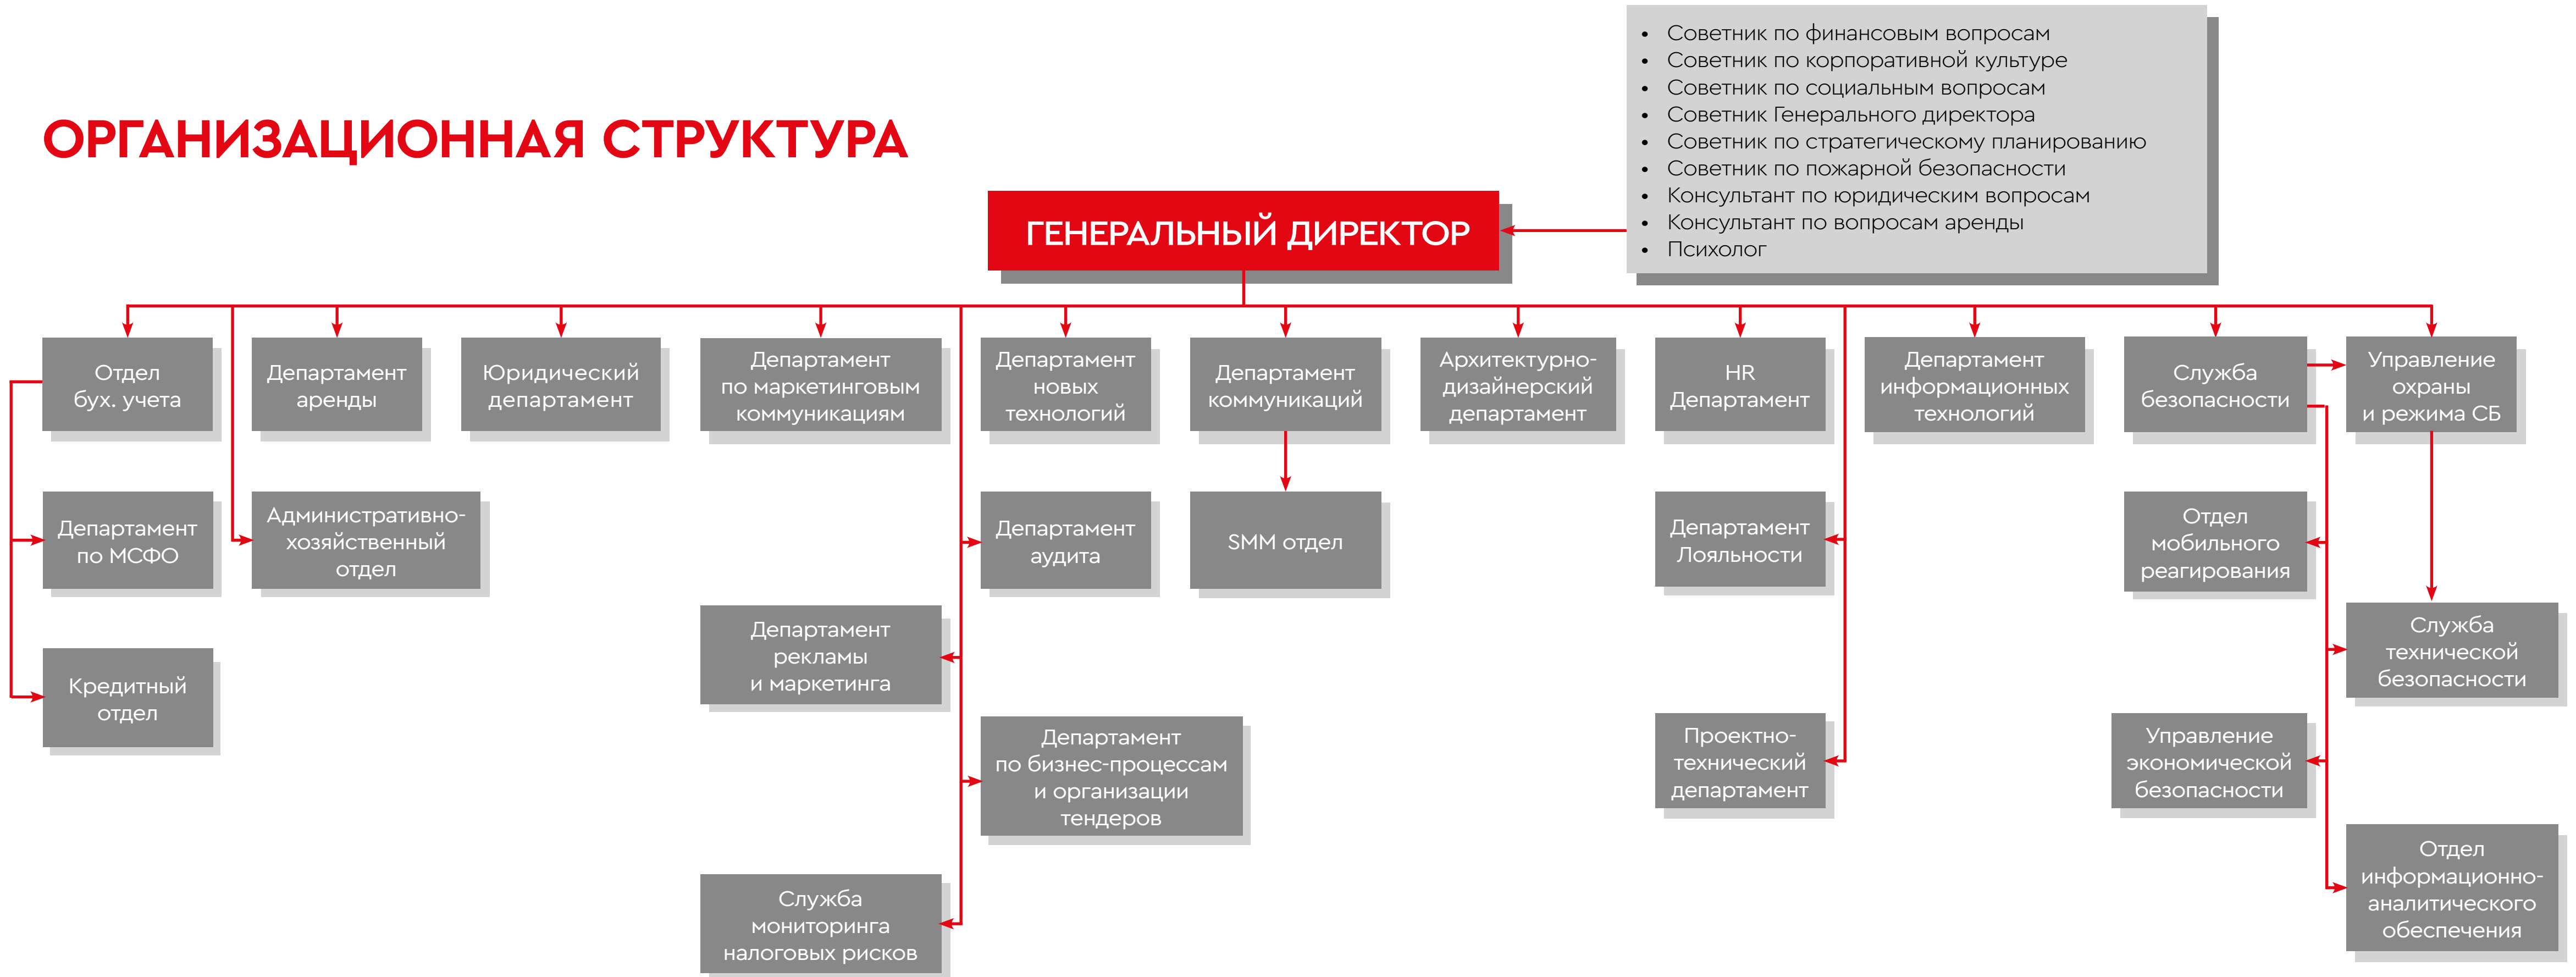 ОРГАНИЗАЦИОННАЯ СТРУКТУРА
• Советник по финансовым вопросам
• Советник по корпоративной культуре
• Советник по социальным вопросам
• Советник Генерального директора
• Советник по стратегическому планированию
• Советник по пожарной безопасности
• Консультант по юридическим вопросам
• Консультант по вопросам аренды
• Психолог
ГЕНЕРАЛЬНЫЙ ДИРЕКТОР
Отдел
бух. учета
Департамент
аренды
Юридический
департамент
Департамент
по маркетинговым
коммуникациям
Департамент
новых
технологий
Департамент
коммуникаций
Архитектурно-
дизайнерский
департамент
HR
Департамент
Департамент
информационных
технологий
Служба
безопасности
Управление
охраны
и режима СБ
Департамент
по МСФО
Административно-
хозяйственный
отдел
Департамент
аудита
SMM отдел
Департамент
Лояльности
Отдел
мобильного
реагирования
Департамент
рекламы
и маркетинга
Служба
технической
безопасности
Кредитный
отдел
Департамент
по бизнес-процессам
и организации
тендеров
Проектно-
технический
департамент
Управление
экономической
безопасности
Служба
мониторинга
налоговых рисков
Отдел
информационно-
аналитического
обеспечения